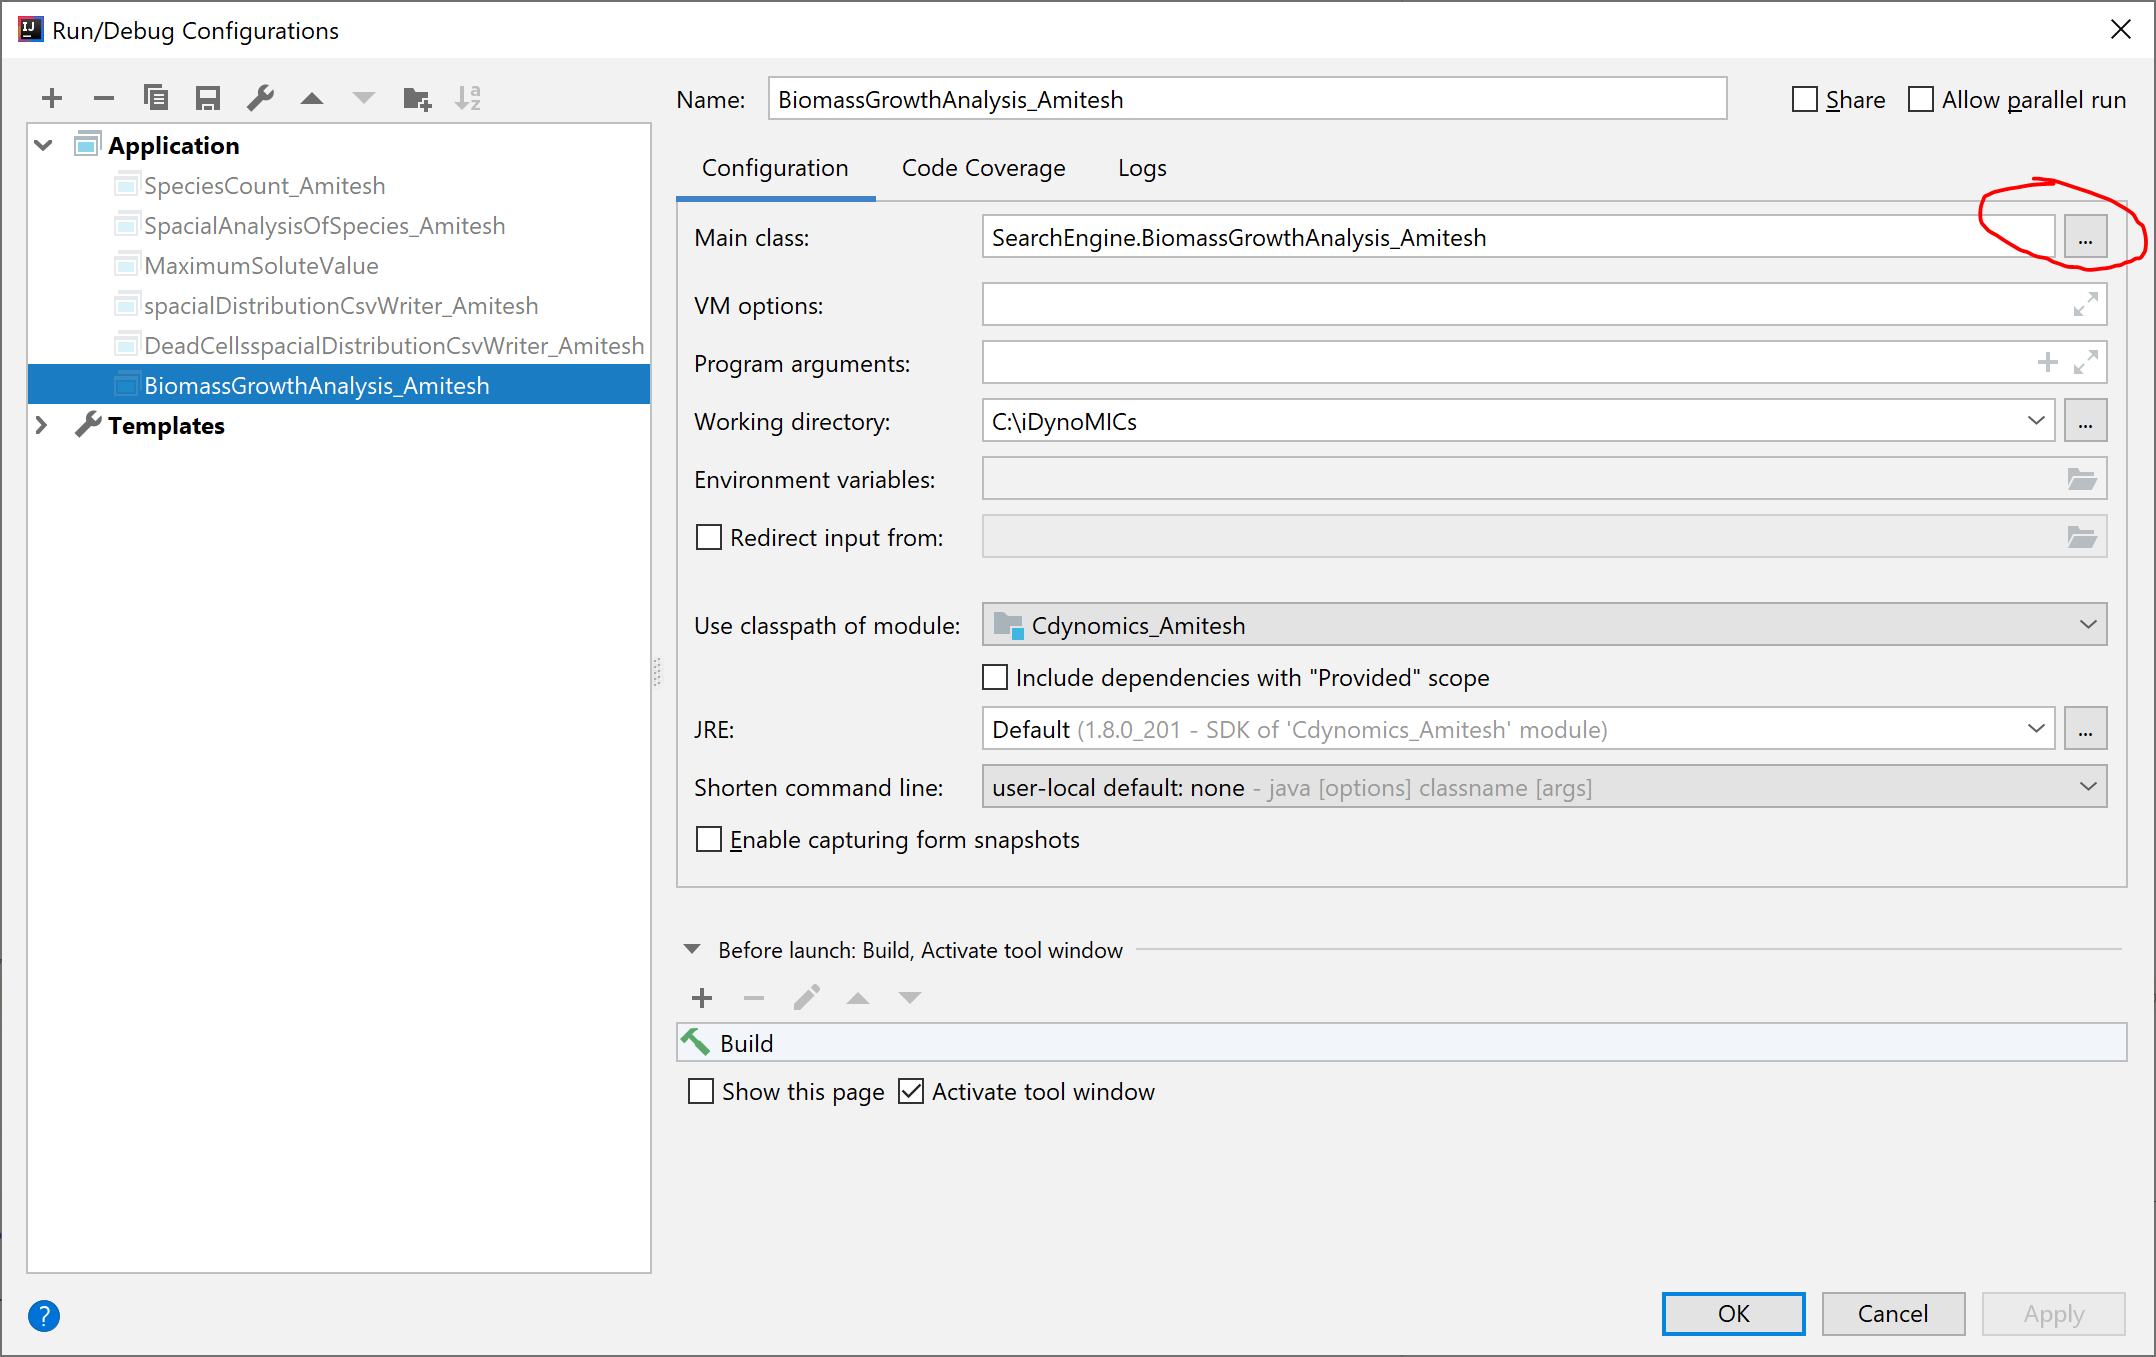 Run/Debug Configurations
Name: BiomassGrowthAnalysis_Amitesh Share Allow parallel run
Application
SpeciesCount_Amitesh
SpacialAnalysisOfSpecies_Amitesh
MaximumSoluteValue
spacialDistributionCsvWriter_Amitesh
DeadCellsspacialDistributionCsvWriter_Amitesh
BiomassGrowthAnalysis_Amitesh
Templates
Configuration Code Coverage Logs
Main class: SearchEngine.BiomassGrowthAnalysis_Amitesh ...
VM options:
Program arguments:
Working directory: C:\iDynoMICs ...
Environment variables:
Redirect input from:
Use classpath of module: Cdynomics_Amitesh
Include dependencies with "Provided" scope
JRE: Default (1.8.0_201 - SDK of 'Cdynomics_Amitesh' module) ...
Shorten command line: user-local default: none - java [options] classname [args]
Enable capturing form snapshots
Before launch: Build, Activate tool window
Build
Show this page Activate tool window
? OK Cancel Apply